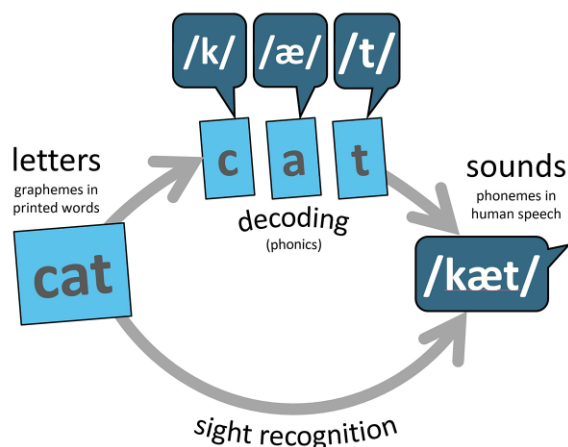 /k/ /æ/ /t/
c a t
letters
graphemes in
printed words
decoding
(phonics)
sounds
phonemes in
human speech
cat
/kæt/
sight recognition